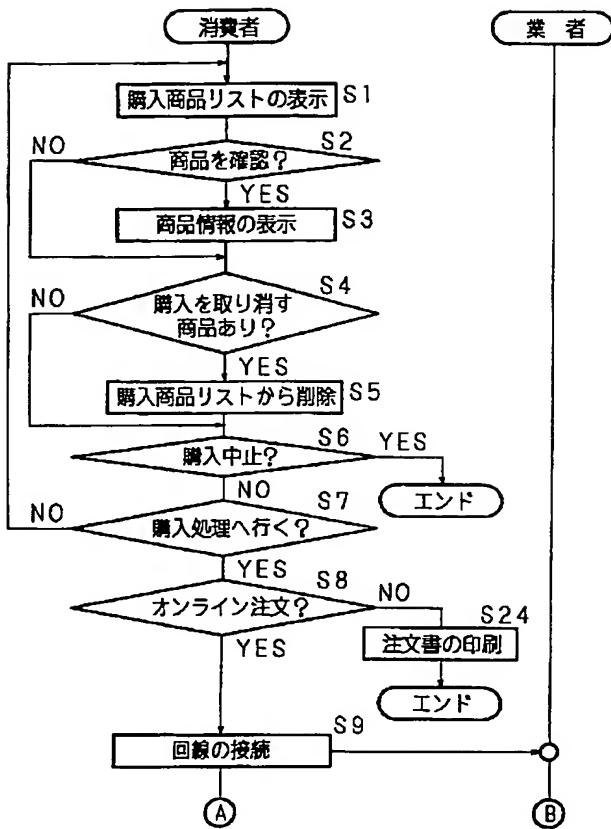 消費者
業者
購入商品リストの表示 S1
S2
NO
商品を確認?
YES
商品情報の表示 S3
S4
NO
購入を取り消す
商品あり?
YES
購入商品リストから削除 S5
S6
YES
購入中止?
エンド
NO
S7
NO
購入処理へ行く?
YES
S8
NO
オンライン注文?
S24
YES
注文書の印刷
エンド
S9
回線の接続
A
B